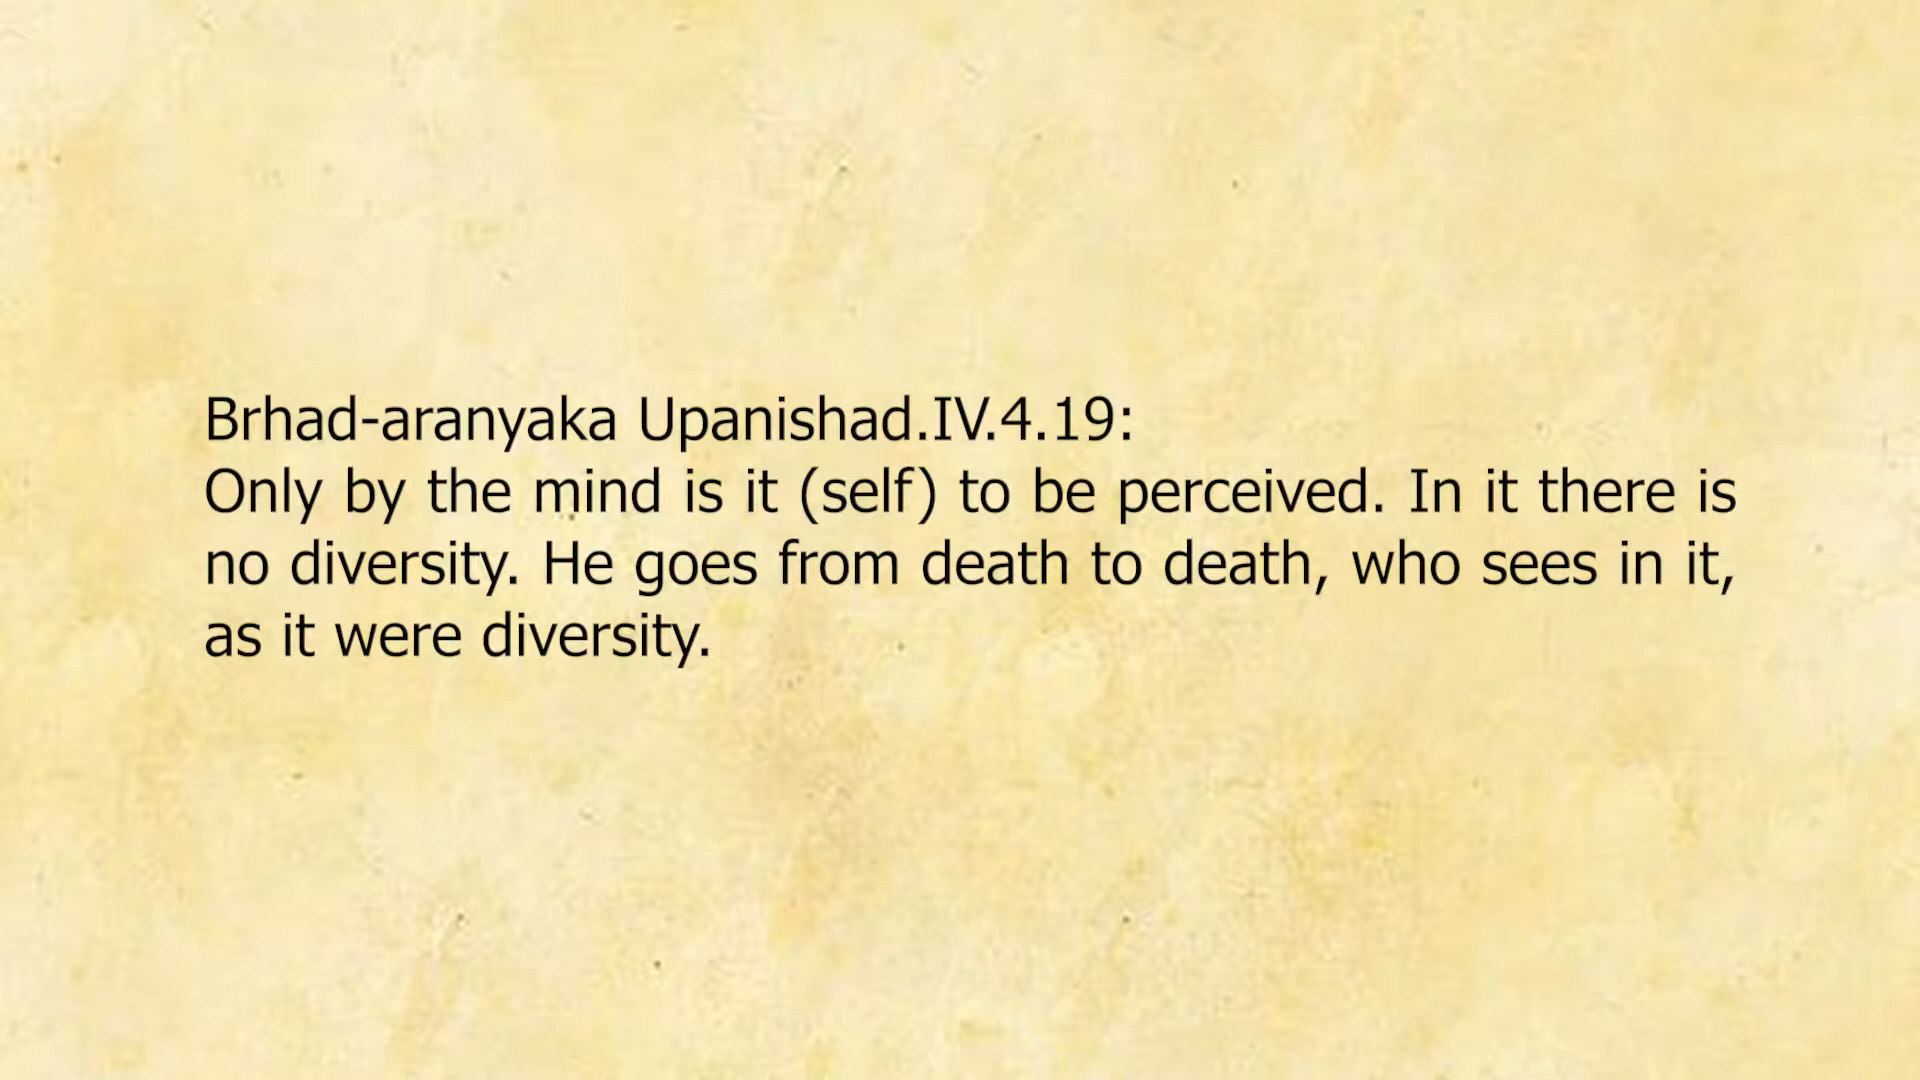 Brhad-aranyaka Upanishad.IV.4.19:
Only by the mind is it (self) to be perceived. In it there is
no diversity. He goes from death to death, who sees in it,
as it were diversity.